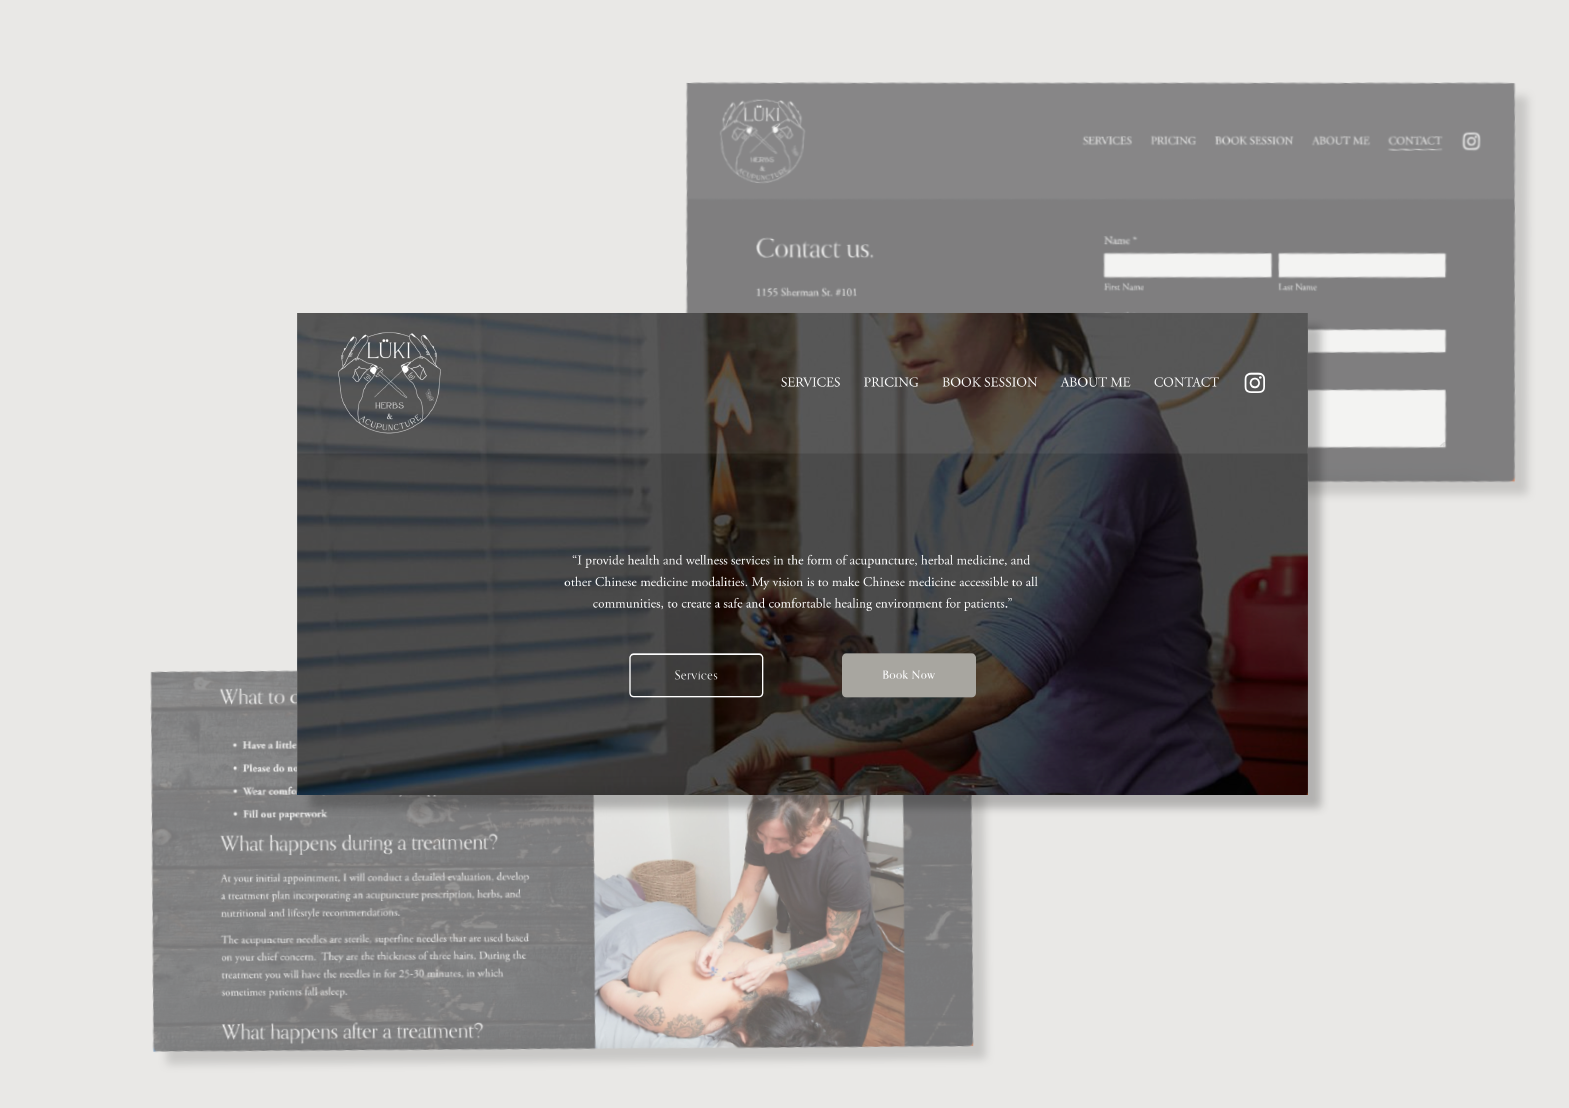 LÜKI
HERBS
&
ACUPUNCTURE
SERVICES PRICING BOOK SESSION ABOUT ME CONTACT
Contact us.
1155 Sherman St. #101
Name *
First Name Last Name
LÜKI
HERBS
&
ACUPUNCTURE
SERVICES PRICING BOOK SESSION ABOUT ME CONTACT
“I provide health and wellness services in the form of acupuncture, herbal medicine, and
other Chinese medicine modalities. My vision is to make Chinese medicine accessible to all
communities, to create a safe and comfortable healing environment for patients.”
Services Book Now
What to
• Have a little
• Please do
• Wear
• Fill out paperwork
What happens during a treatment?
At your initial appointment, I will conduct a detailed evaluation, develop
a treatment plan incorporating an acupuncture prescription, herbs, and
nutritional and lifestyle recommendations.
The acupuncture needles are sterile, superfine needles that are used based
on your chief concern. They are the thickness of three hairs. During the
treatment you will have the needles in for 25-30 minutes, in which
sometimes patients fall asleep.
What happens after a treatment?